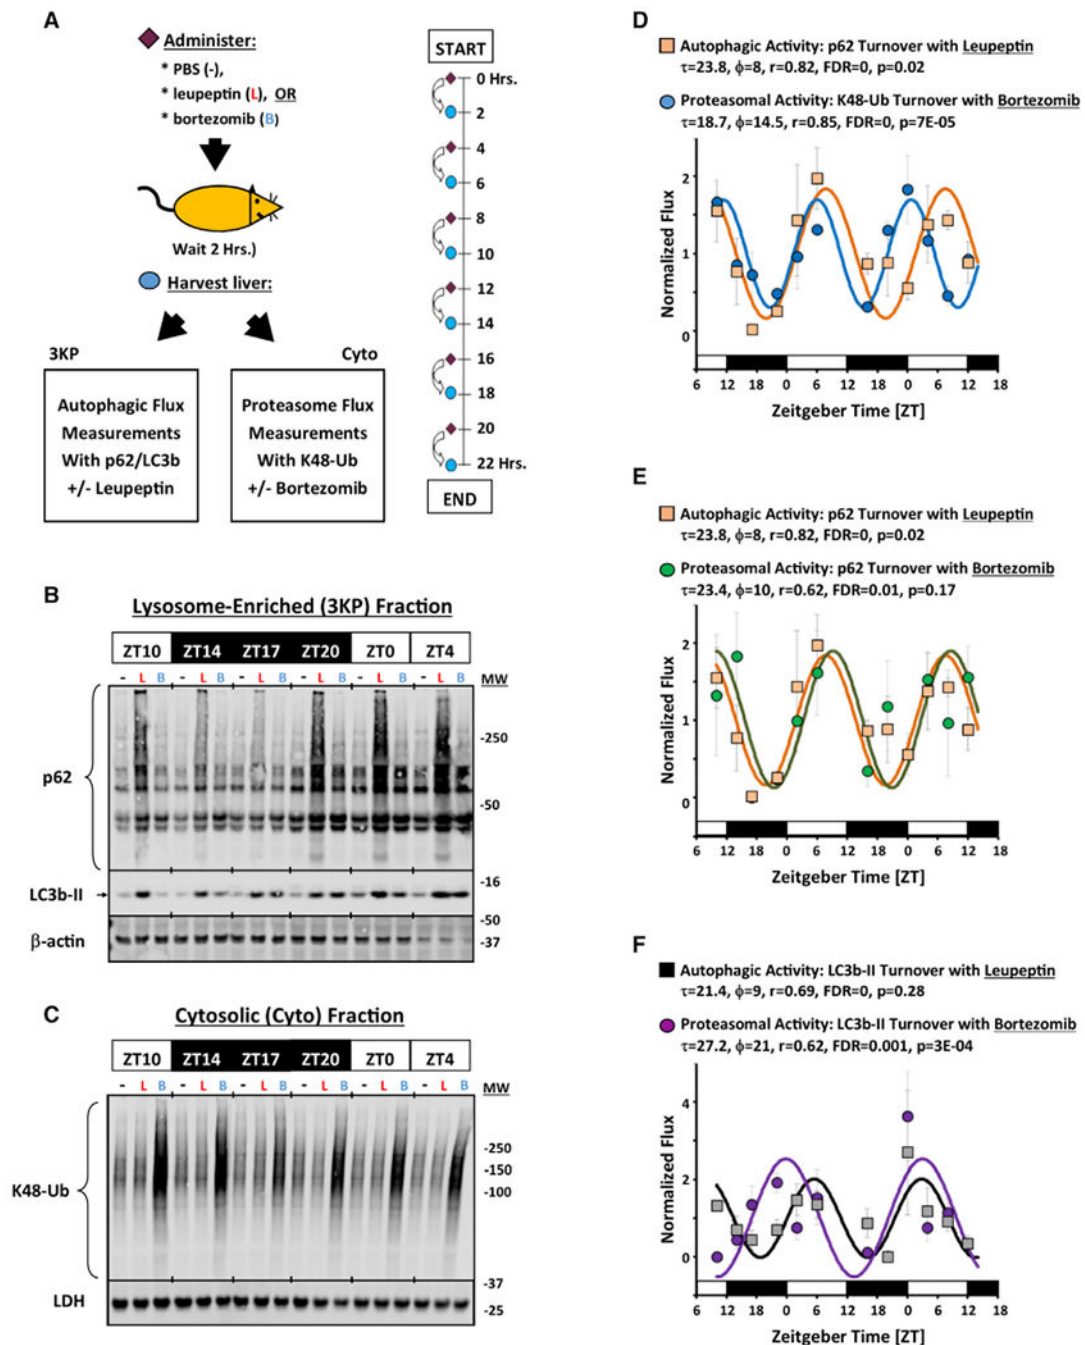 A
Administer:
* PBS (-),
* leupeptin (L), OR
* bortezomib (B)
Wait 2 Hrs.)
Harvest liver:
3KP
Cyto
Autophagic Flux
Measurements
With p62/LC3b
+/- Leupeptin
Proteasome Flux
Measurements
With K48-Ub
+/- Bortezomib
START
0 Hrs.
2
4
6
8
10
12
14
16
18
20
22 Hrs.
END
B
Lysosome-Enriched (3KP) Fraction
ZT10 ZT14 ZT17 ZT20 ZT0 ZT4
- L B - L B - L B - L B - L B - L B
MW
-250
p62
-50
-16
LC3b-II
-50
β-actin
-37
C
Cytosolic (Cyto) Fraction
ZT10 ZT14 ZT17 ZT20 ZT0 ZT4
- L B - L B - L B - L B - L B - L B
MW
-250
-150
K48-Ub
-100
-37
LDH
-25
D
Autophagic Activity: p62 Turnover with Leupeptin
τ=23.8, ϕ=8, r=0.82, FDR=0, p=0.02
Proteasomal Activity: K48-Ub Turnover with Bortezomib
τ=18.7, ϕ=14.5, r=0.85, FDR=0, p=7E-05
Normalized Flux
2
1
0
6 12 18 0 6 12 18 0 6 12 18
Zeitgeber Time [ZT]
E
Autophagic Activity: p62 Turnover with Leupeptin
τ=23.8, ϕ=8, r=0.82, FDR=0, p=0.02
Proteasomal Activity: p62 Turnover with Bortezomib
τ=23.4, ϕ=10, r=0.62, FDR=0.01, p=0.17
Normalized Flux
2
1
0
6 12 18 0 6 12 18 0 6 12 18
Zeitgeber Time [ZT]
F
Autophagic Activity: LC3b-II Turnover with Leupeptin
τ=21.4, ϕ=9, r=0.69, FDR=0, p=0.28
Proteasomal Activity: LC3b-II Turnover with Bortezomib
τ=27.2, ϕ=21, r=0.62, FDR=0.001, p=3E-04
Normalized Flux
4
2
0
6 12 18 0 6 12 18 0 6 12 18
Zeitgeber Time [ZT]